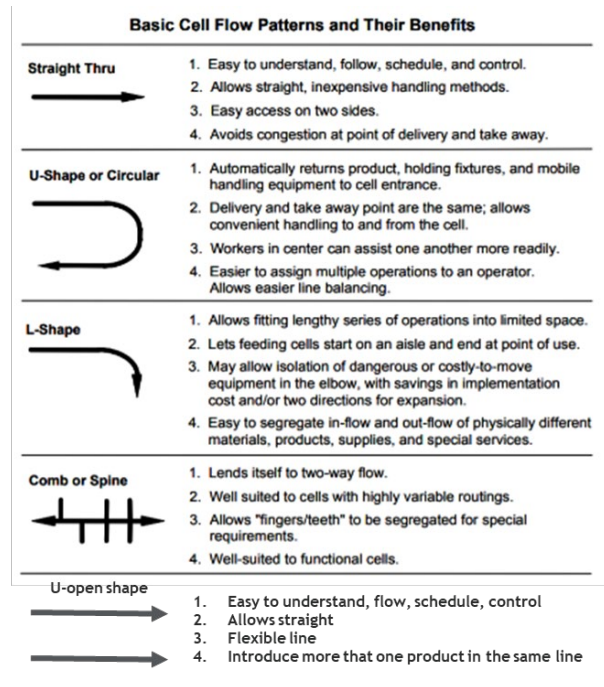 Basic Cell Flow Patterns and Their Benefits
Straight Thru
1. Easy to understand, follow, schedule, and control.
2. Allows straight, inexpensive handling methods.
3. Easy access on two sides.
4. Avoids congestion at point of delivery and take away.
U-Shape or Circular
1. Automatically returns product, holding fixtures, and mobile
handling equipment to cell entrance.
2. Delivery and take away point are the same; allows
convenient handling to and from the cell.
3. Workers in center can assist one another more readily.
4. Easier to assign multiple operations to an operator.
Allows easier line balancing.
L-Shape
1. Allows fitting lengthy series of operations into limited space.
2. Lets feeding cells start on an aisle and end at point of use.
3. May allow isolation of dangerous or costly-to-move
equipment in the elbow, with savings in implementation
cost and/or two directions for expansion.
4. Easy to segregate in-flow and out-flow of physically different
materials, products, supplies, and special services.
Comb or Spine
1. Lends itself to two-way flow.
2. Well suited to cells with highly variable routings.
3. Allows "fingers/teeth" to be segregated for special
requirements.
4. Well-suited to functional cells.
U-open shape
1. Easy to understand, flow, schedule, control
2. Allows straight
3. Flexible line
4. Introduce more that one product in the same line